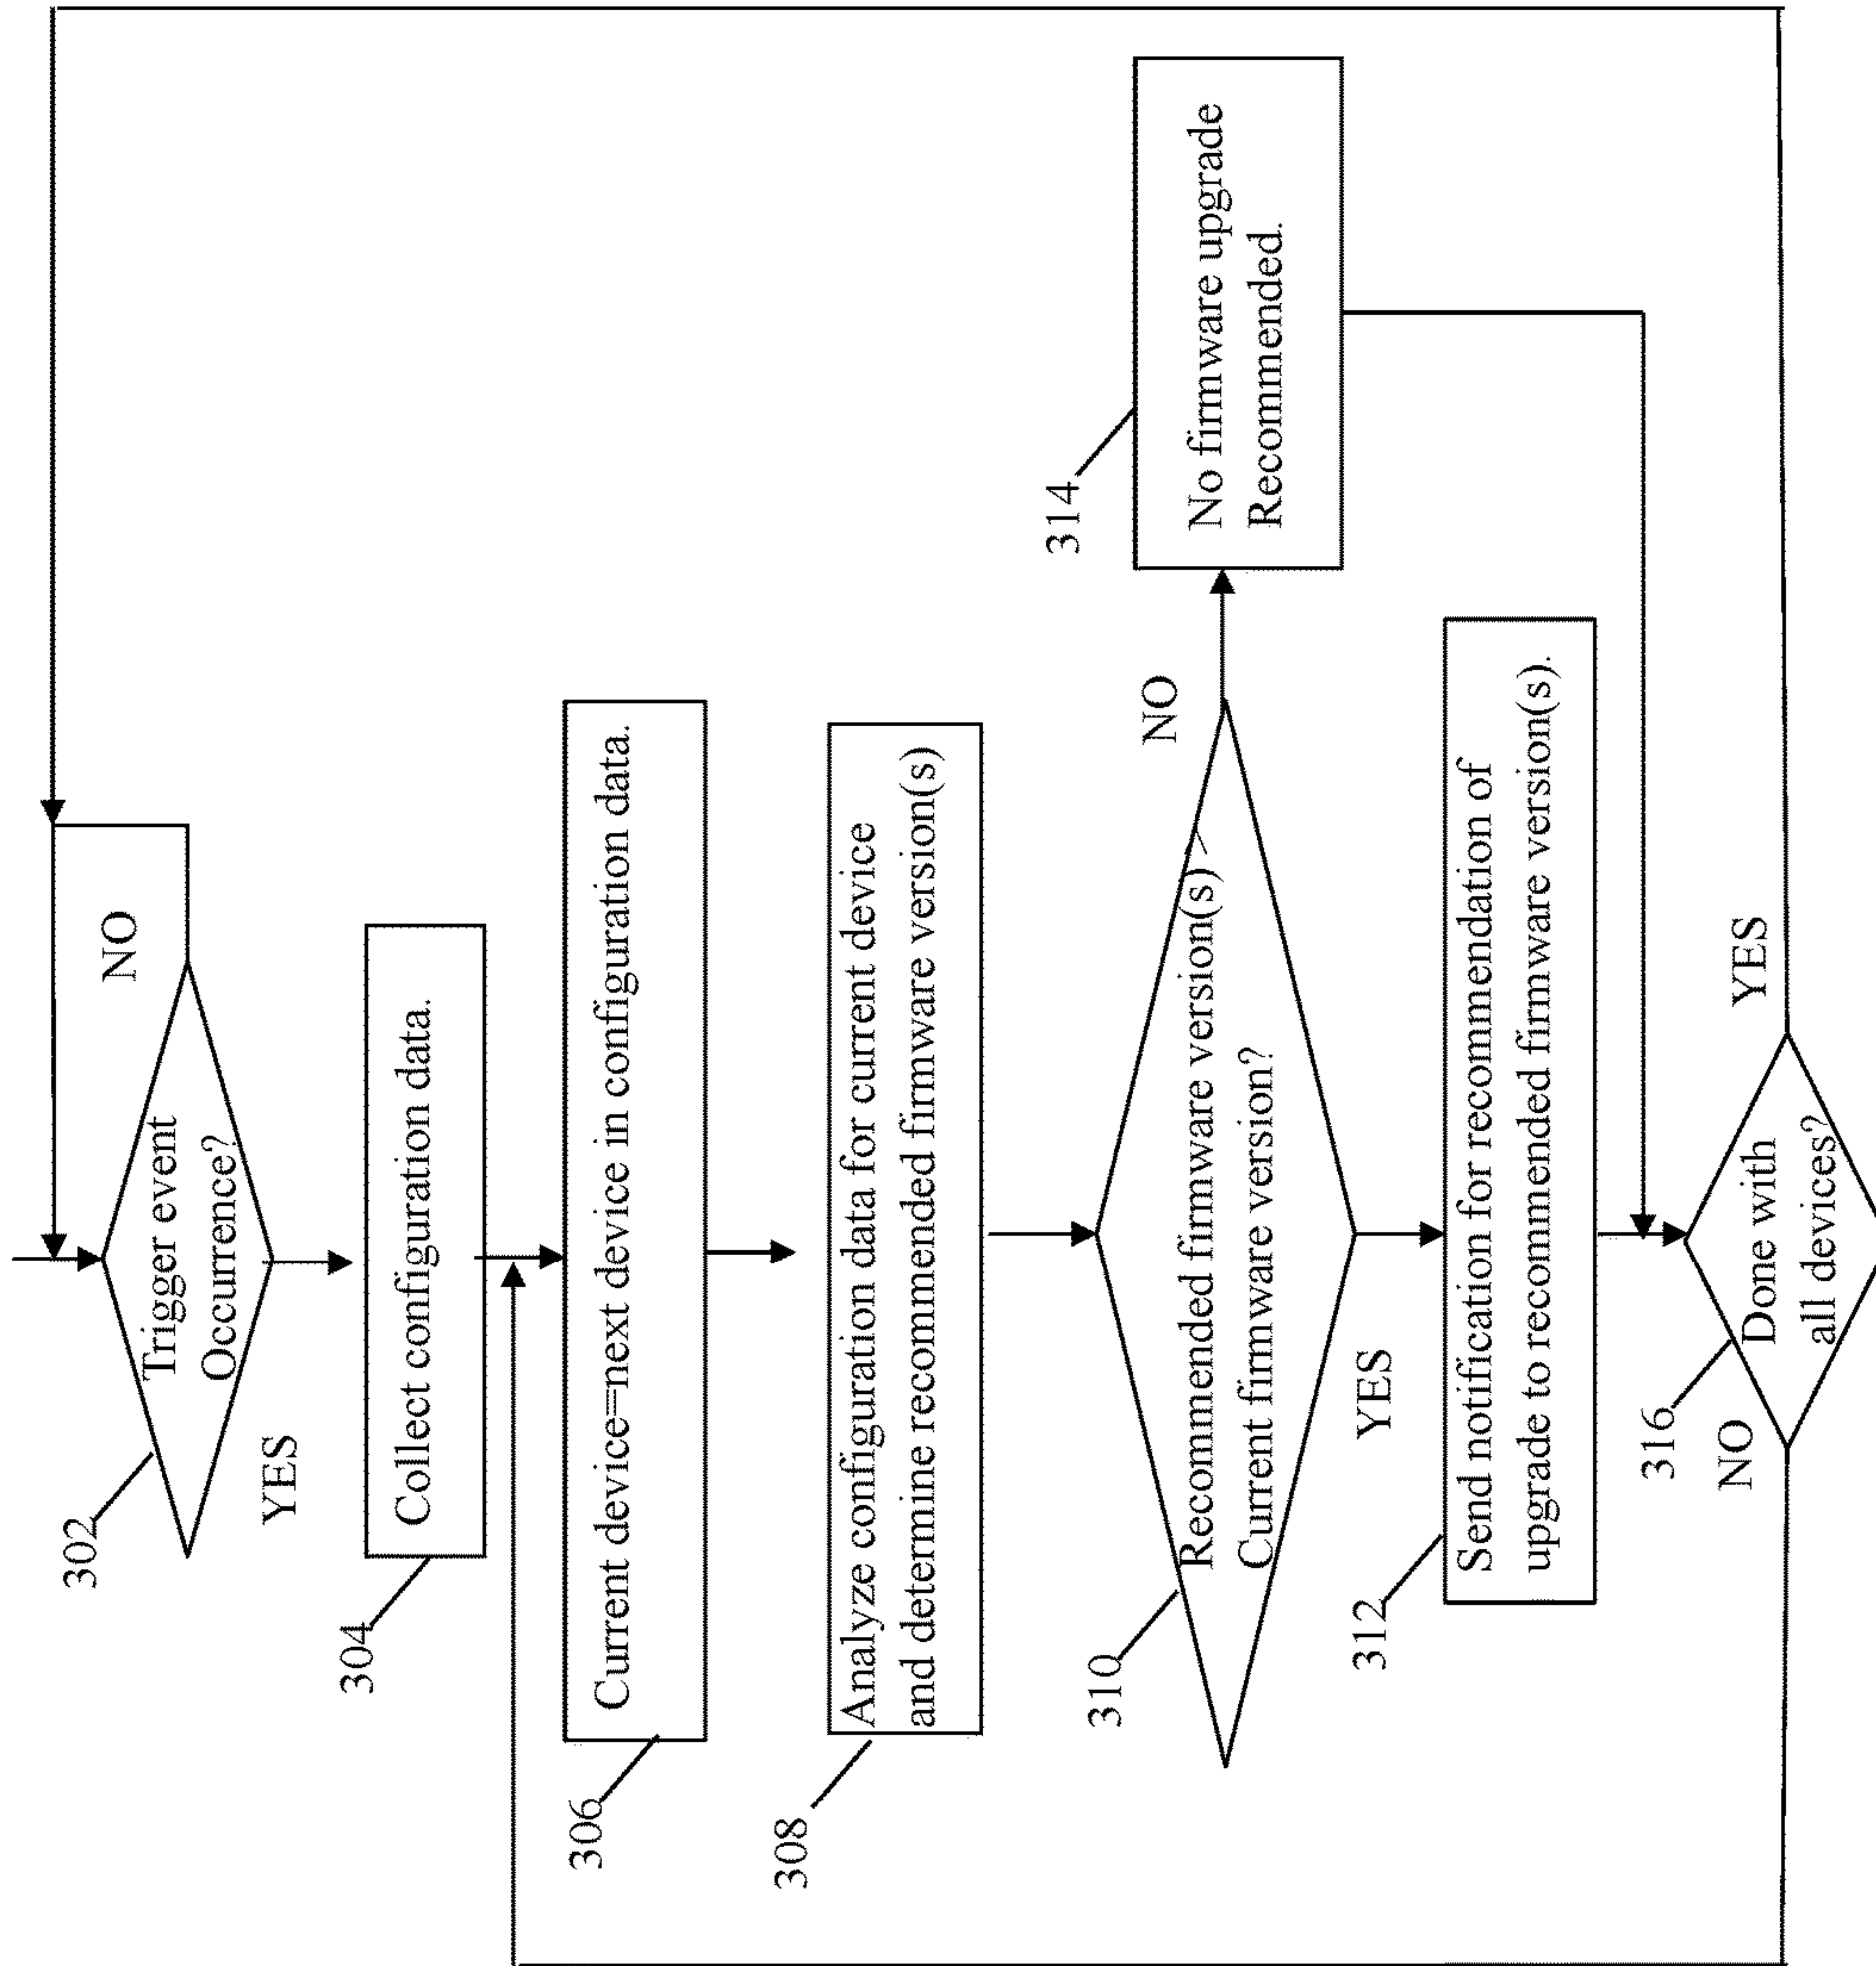 302
Trigger event
Occurrence?
NO
YES
304
Collect configuration data.
306
Current device=next device in configuration data.
308
Analyze configuration data for current device
and determine recommended firmware version(s)
310
Recommended firmware version(s) >
Current firmware version?
NO
314
No firmware upgrade
Recommended.
YES
312
Send notification for recommendation of
upgrade to recommended firmware version(s).
316
Done with
all devices?
NO
YES